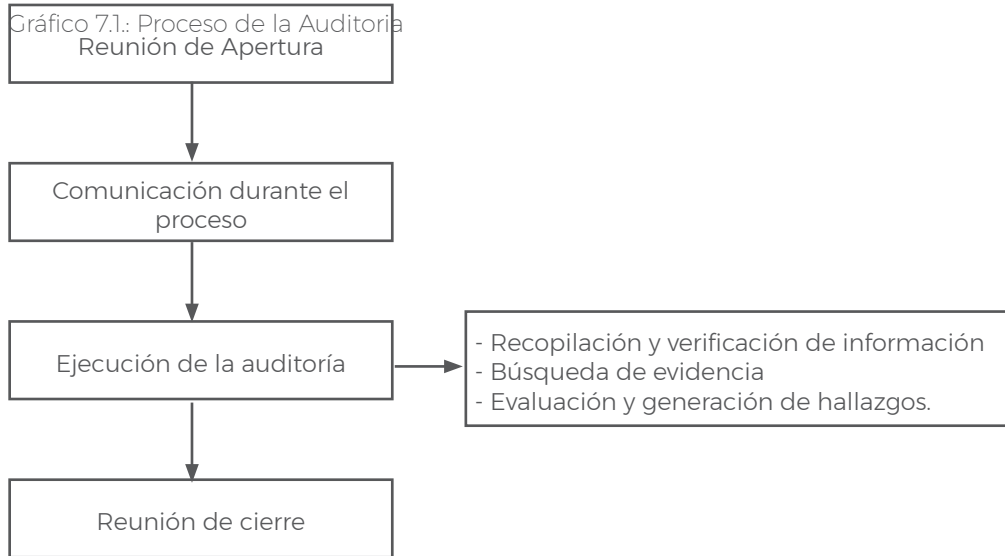 Gráfico 7.1.: Proceso de la Auditoria
Reunión de Apertura
Comunicación durante el
proceso
Ejecución de la auditoría
- Recopilación y verificación de información
- Búsqueda de evidencia
- Evaluación y generación de hallazgos.
Reunión de cierre